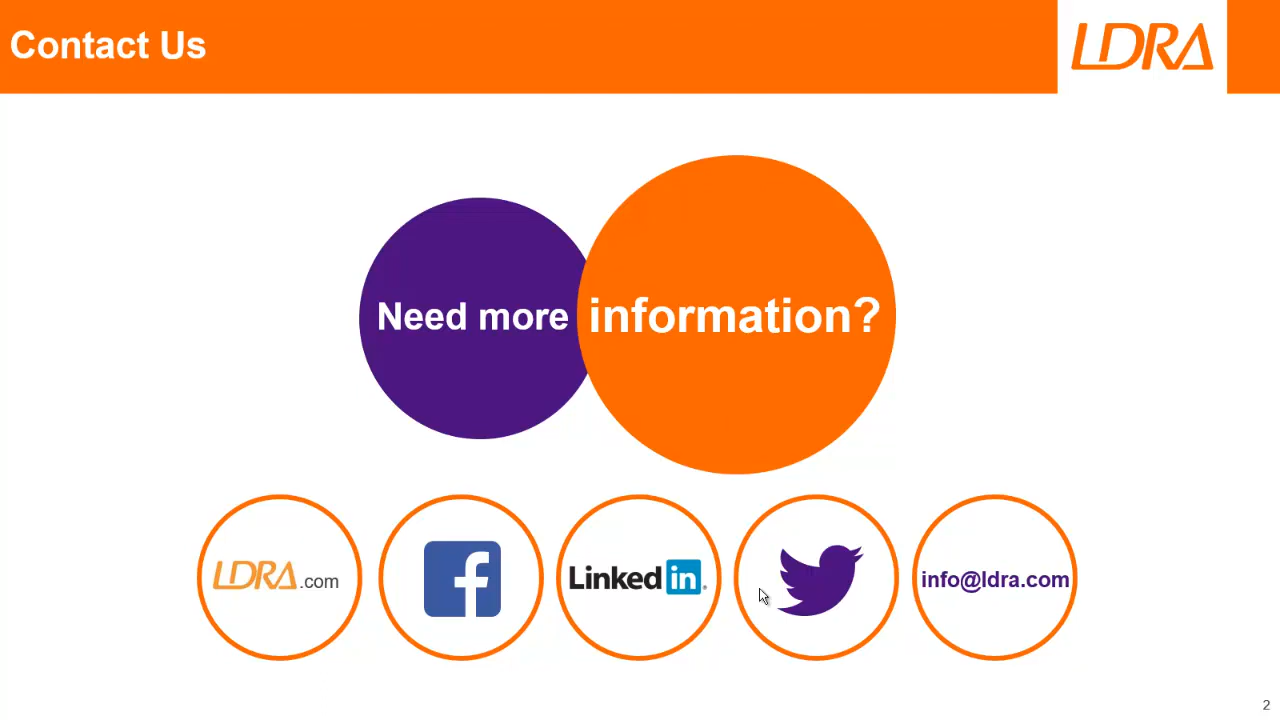 Contact Us
LDRA
Need more information?
LDRA.com
f
Linkedin
info@ldra.com
2